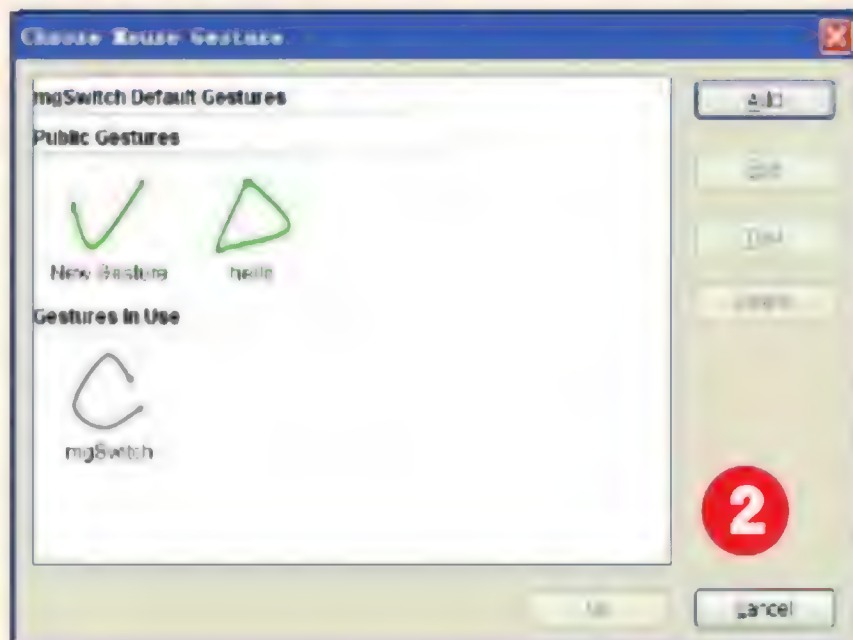 Choose Mouse Gesture
mgSwitch Default Gestures
Public Gestures
New Gesture
hello
Gestures In Use
mgSwitch
Add
2
Cancel